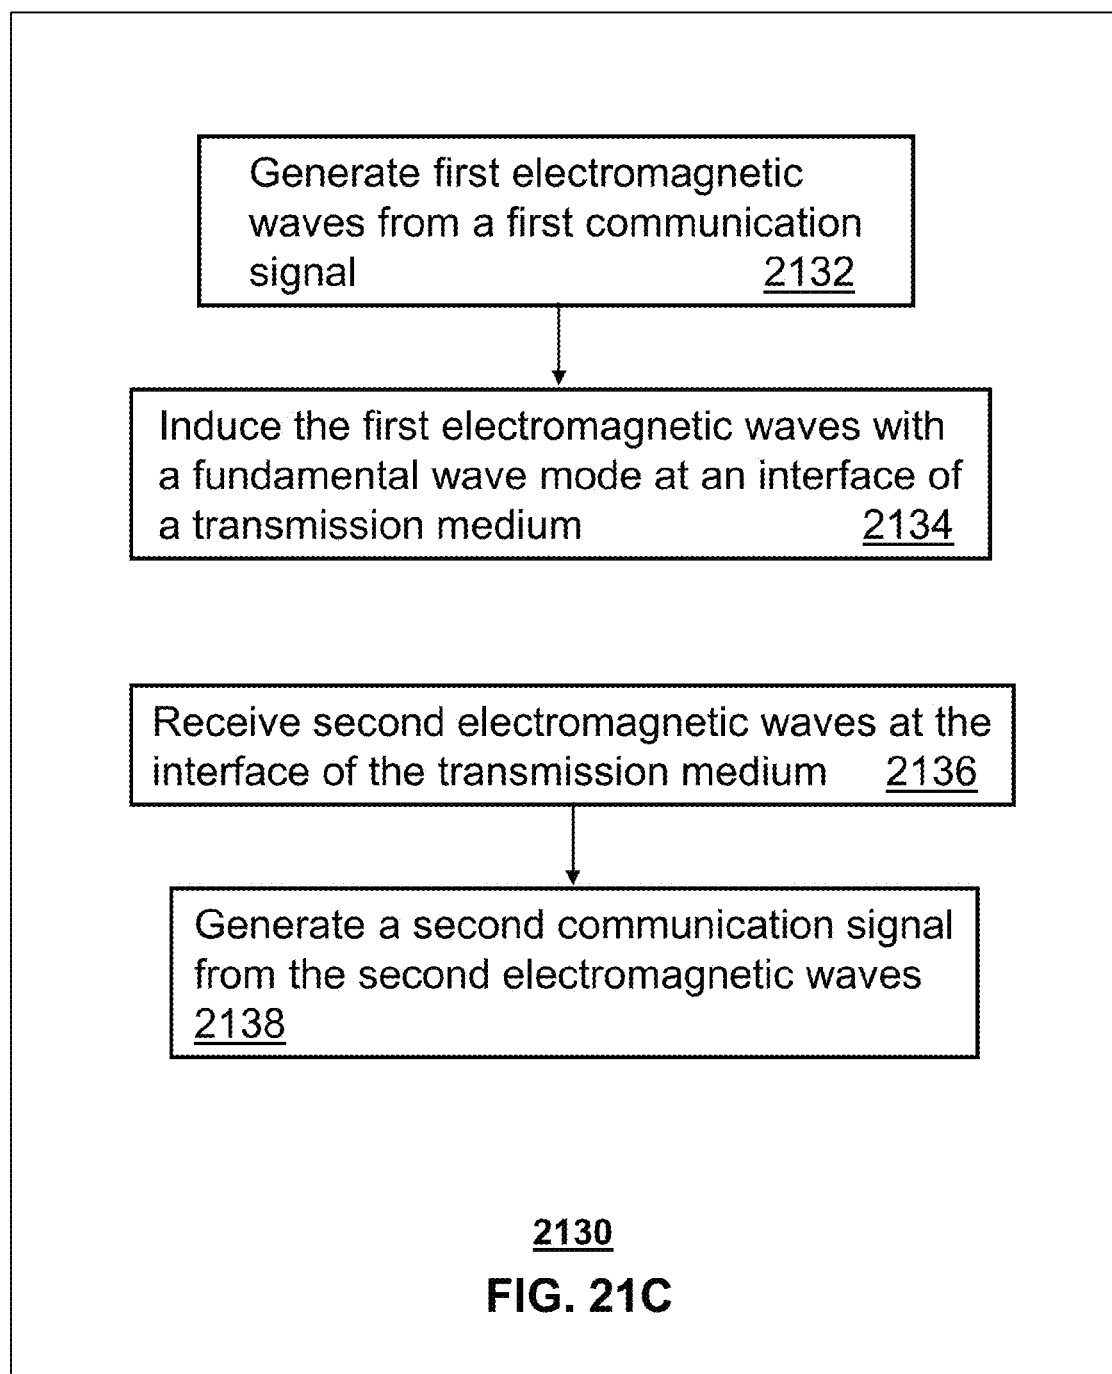 Generate first electromagnetic
waves from a first communication
signal 2132
Induce the first electromagnetic waves with
a fundamental wave mode at an interface of
a transmission medium 2134
Receive second electromagnetic waves at the
interface of the transmission medium 2136
Generate a second communication signal
from the second electromagnetic waves
2138
2130
FIG. 21C